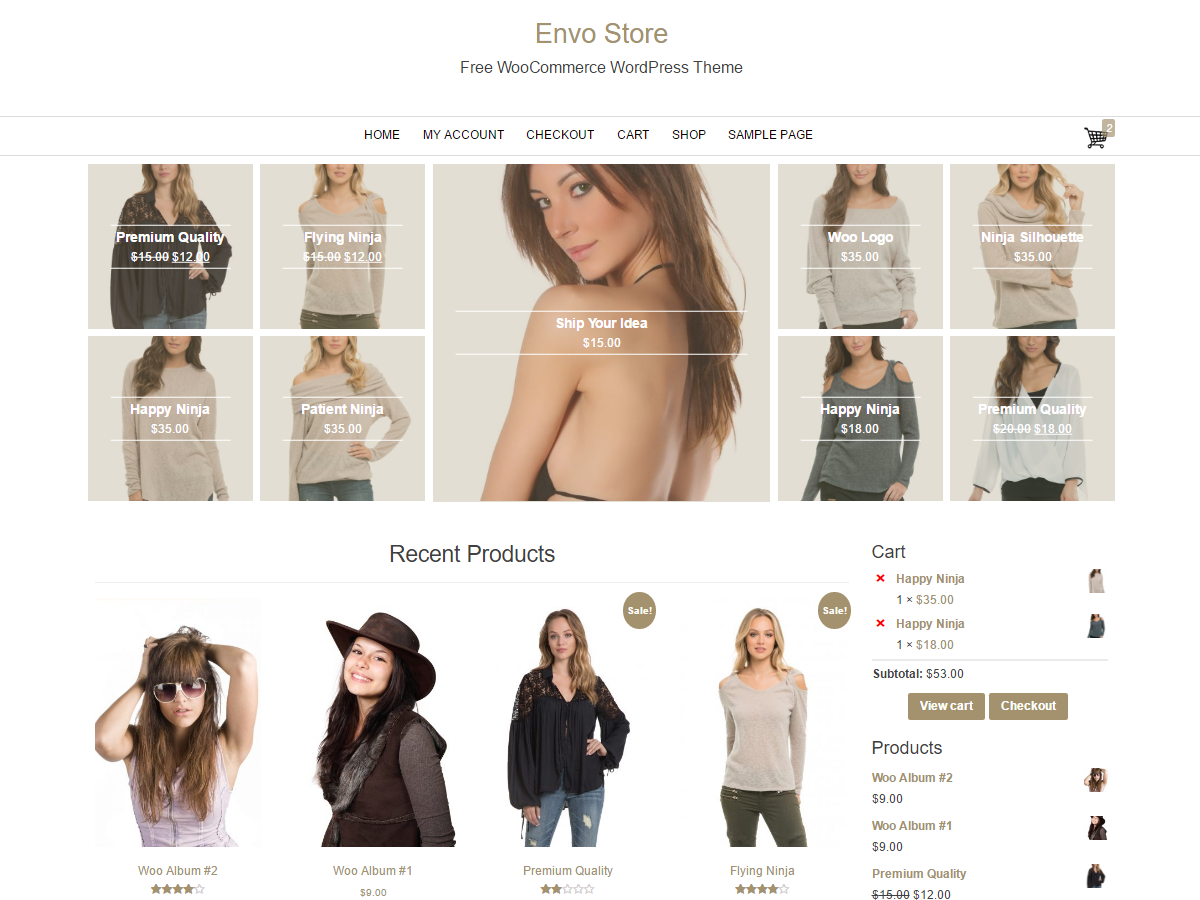 Envo Store
Free WooCommerce WordPress Theme
HOME MY ACCOUNT CHECKOUT CART SHOP SAMPLE PAGE
2
Premium Quality
$15.00 $12.00
Flying Ninja
$15.00 $12.00
Ship Your Idea
$15.00
Woo Logo
$35.00
Ninja Silhouette
$35.00
Happy Ninja
$35.00
Patient Ninja
$35.00
Happy Ninja
$18.00
Premium Quality
$20.00 $18.00
Recent Products
Sale!
Sale!
Woo Album #2
Woo Album #1
$9.00
Premium Quality
Flying Ninja
Cart
× Happy Ninja
1 × $35.00
× Happy Ninja
1 × $18.00
Subtotal: $53.00
View cart Checkout
Products
Woo Album #2
$9.00
Woo Album #1
$9.00
Premium Quality
$15.00 $12.00